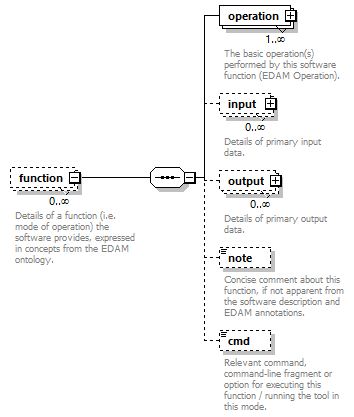 operation
1..∞
The basic operation(s)
performed by this software
function (EDAM Operation).
input
0..∞
Details of primary input
data.
function
0..∞
Details of a function (i.e.
mode of operation) the
software provides, expressed
in concepts from the EDAM
ontology.
output
0..∞
Details of primary output
data.
note
Concise comment about this
function, if not apparent from
the software description and
EDAM annotations.
cmd
Relevant command,
command-line fragment or
option for executing this
function / running the tool in
this mode.